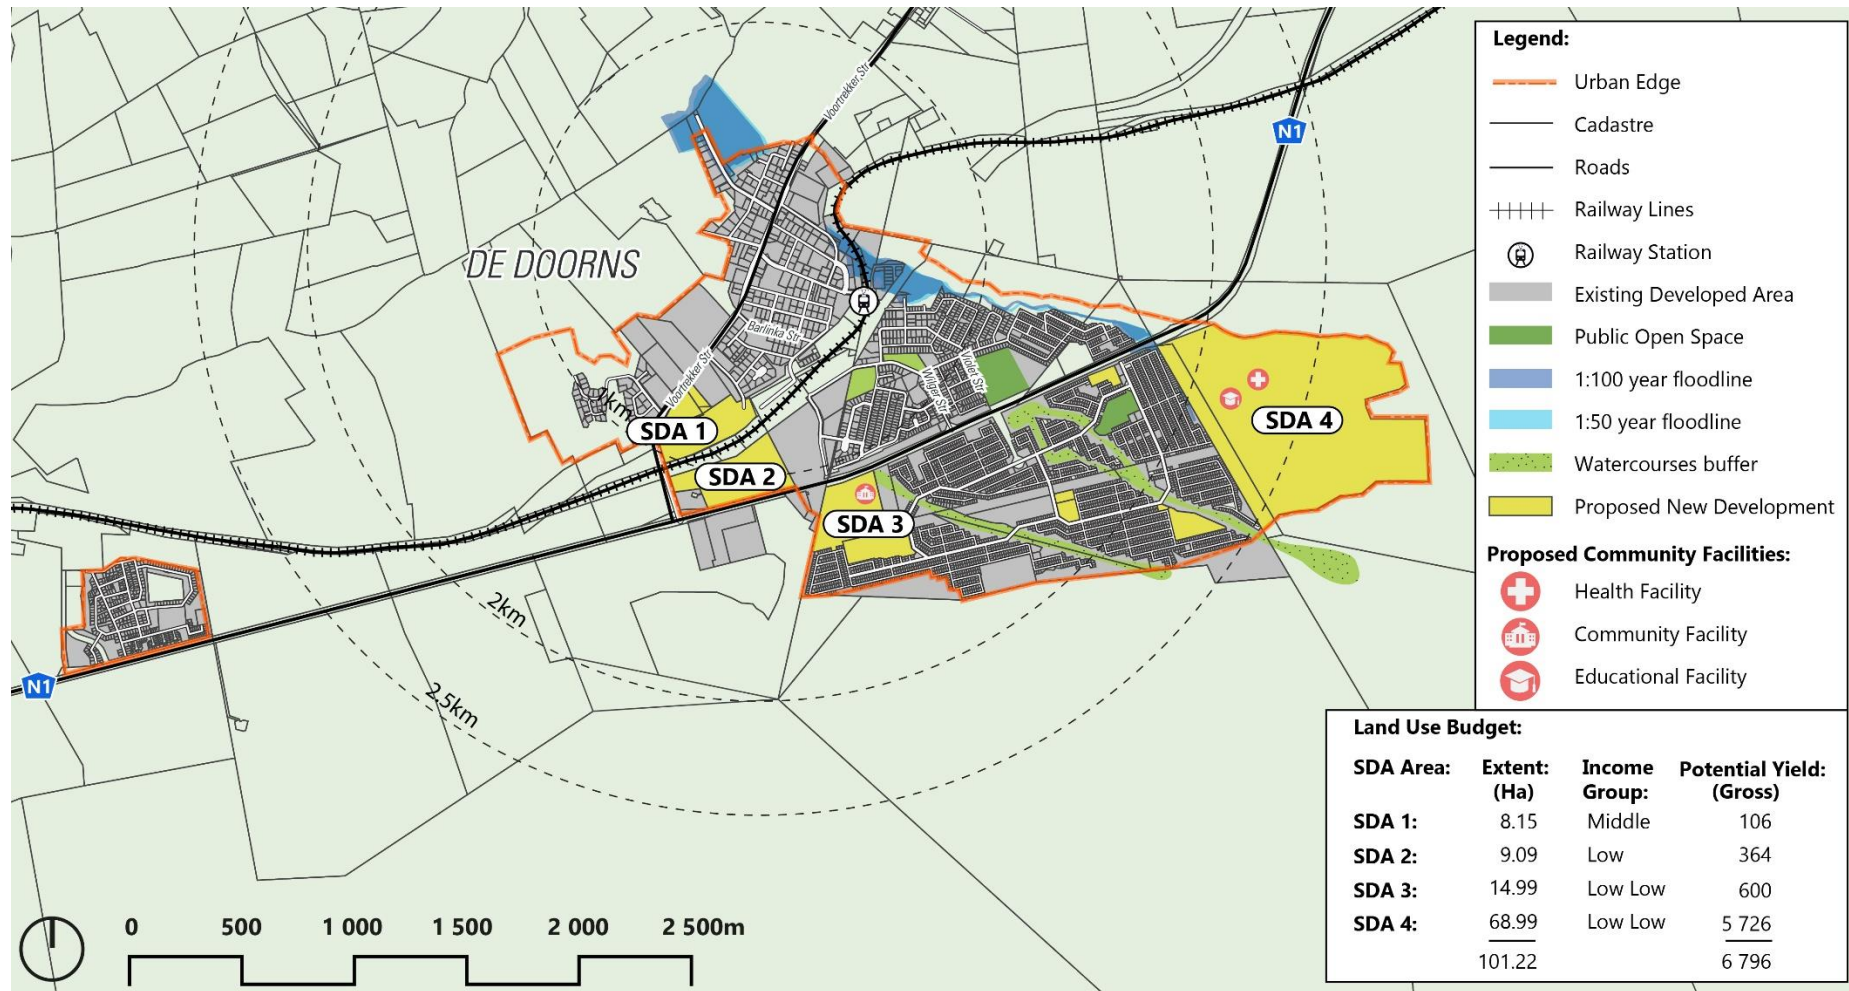 Voortrekker Str
N1
DE DOORNS
Barlinka Str
Voortrekker Str
Violet Str
Wilger Str
1km
SDA 1
SDA 2
SDA 3
SDA 4
2km
2.5km
N1
0 500 1 000 1 500 2 000 2 500m
Legend:
Urban Edge
Cadastre
Roads
Railway Lines
Railway Station
Existing Developed Area
Public Open Space
1:100 year floodline
1:50 year floodline
Watercourses buffer
Proposed New Development
Proposed Community Facilities:
Health Facility
Community Facility
Educational Facility
Land Use Budget:
SDA Area: Extent: Income Potential Yield:
(Ha) Group: (Gross)
SDA 1: 8.15 Middle 106
SDA 2: 9.09 Low 364
SDA 3: 14.99 Low Low 600
SDA 4: 68.99 Low Low 5 726
101.22 6 796